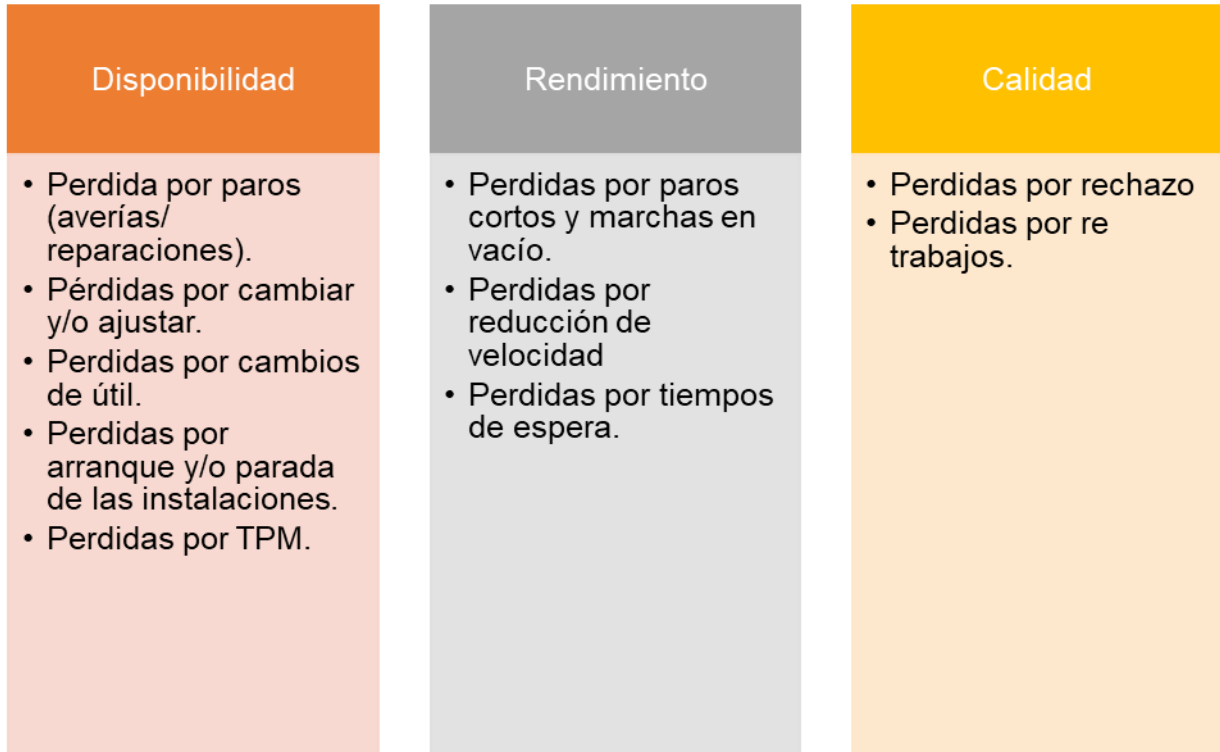 Disponibilidad
• Perdida por paros
(averías/
reparaciones).
• Pérdidas por cambiar
y/o ajustar.
• Perdidas por cambios
de útil.
• Perdidas por
arranque y/o parada
de las instalaciones.
• Perdidas por TPM.
Rendimiento
• Perdidas por paros
cortos y marchas en
vacío.
• Perdidas por
reducción de
velocidad
• Perdidas por tiempos
de espera.
Calidad
• Perdidas por rechazo
• Perdidas por re
trabajos.